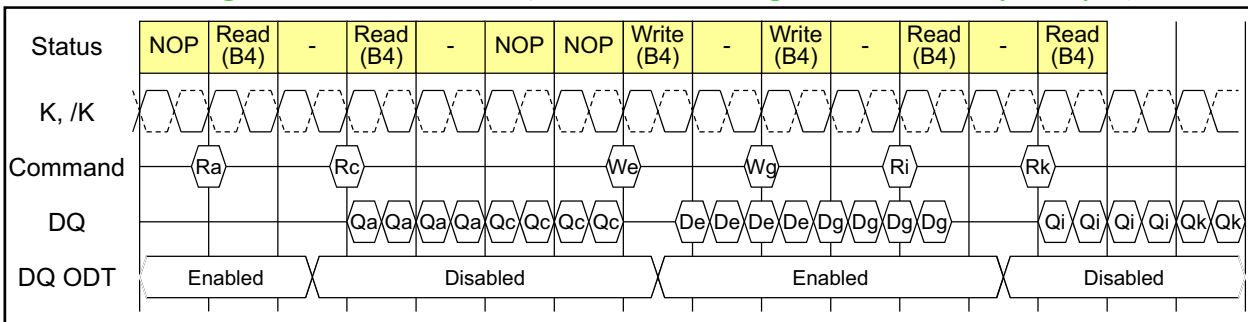 Status NOP Read (B4) - Read (B4) - NOP NOP Write (B4) - Write (B4) - Read (B4) - Read (B4)
K, /K
Command Ra Rc We Wg Ri Rk
DQ Qa Qa Qa Qa Qc Qc Qc Qc De De De De Dg Dg Dg Dg Qi Qi Qi Qi Qk Qk
DQ ODT Enabled Disabled Enabled Disabled